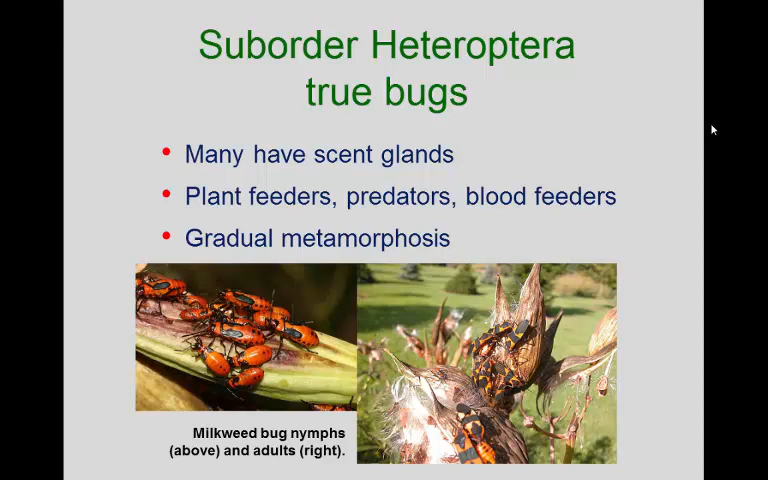 Suborder Heteroptera
true bugs
• Many have scent glands
• Plant feeders, predators, blood feeders
• Gradual metamorphosis
Milkweed bug nymphs
(above) and adults (right).